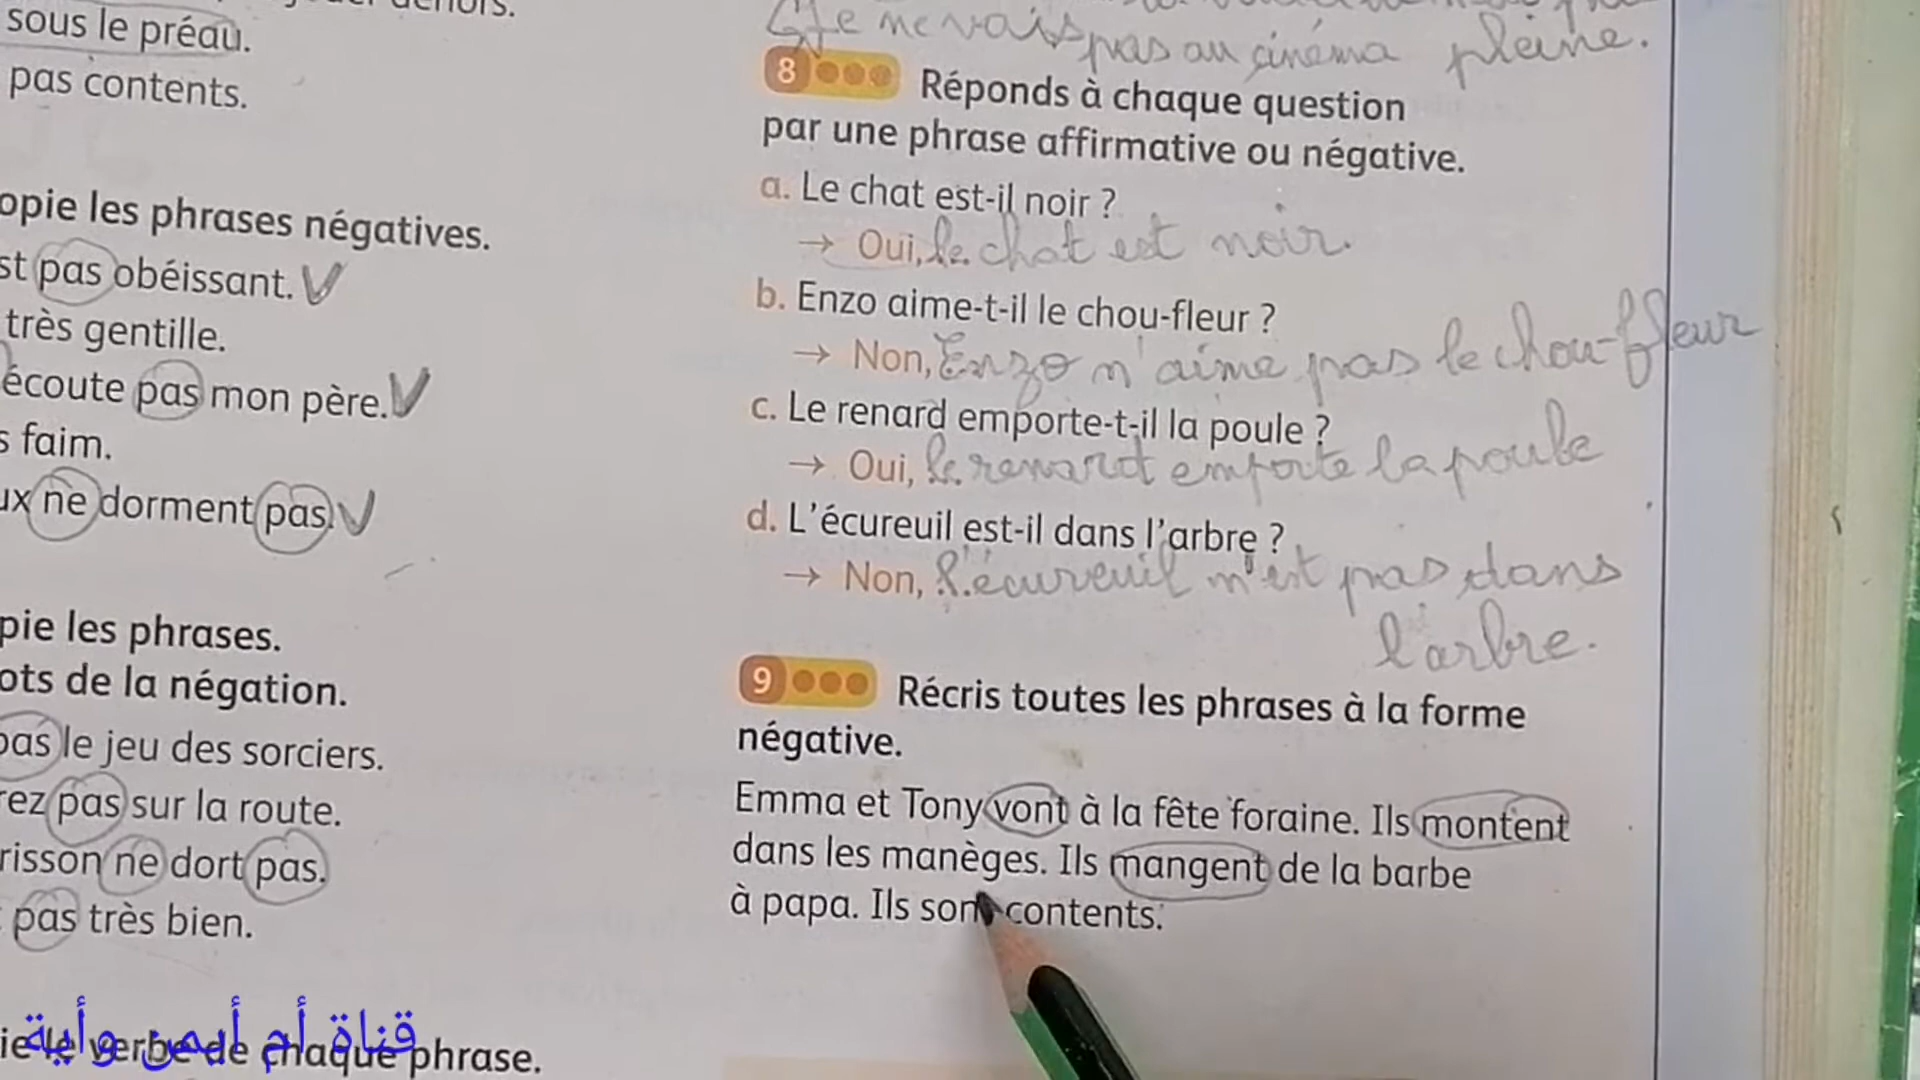 sous le préau.
pas contents.
opie les phrases négatives.
st pas obéissant. V
très gentille.
écoute pas mon père. V
s faim.
ux ne dorment pas. V
pie les phrases.
ots de la négation.
pas le jeu des sorciers.
rez pas sur la route.
risson ne dort pas.
pas très bien.
ie le verbe de chaque phrase.
قناة أم أيمن وأية
Je ne vais pas au cinéma pleine.
8 Réponds à chaque question
par une phrase affirmative ou négative.
a. Le chat est-il noir ?
→ Oui, le chat est noir.
b. Enzo aime-t-il le chou-fleur ?
→ Non, Enzo n'aime pas le chou-fleur
c. Le renard emporte-t-il la poule ?
→ Oui, le renard emporte la poule
d. L'écureuil est-il dans l'arbre ?
→ Non, l'écureuil n'est pas dans
l'arbre.
9 Récris toutes les phrases à la forme
négative.
Emma et Tony vont à la fête foraine. Ils montent
dans les manèges. Ils mangent de la barbe
à papa. Ils sont contents.